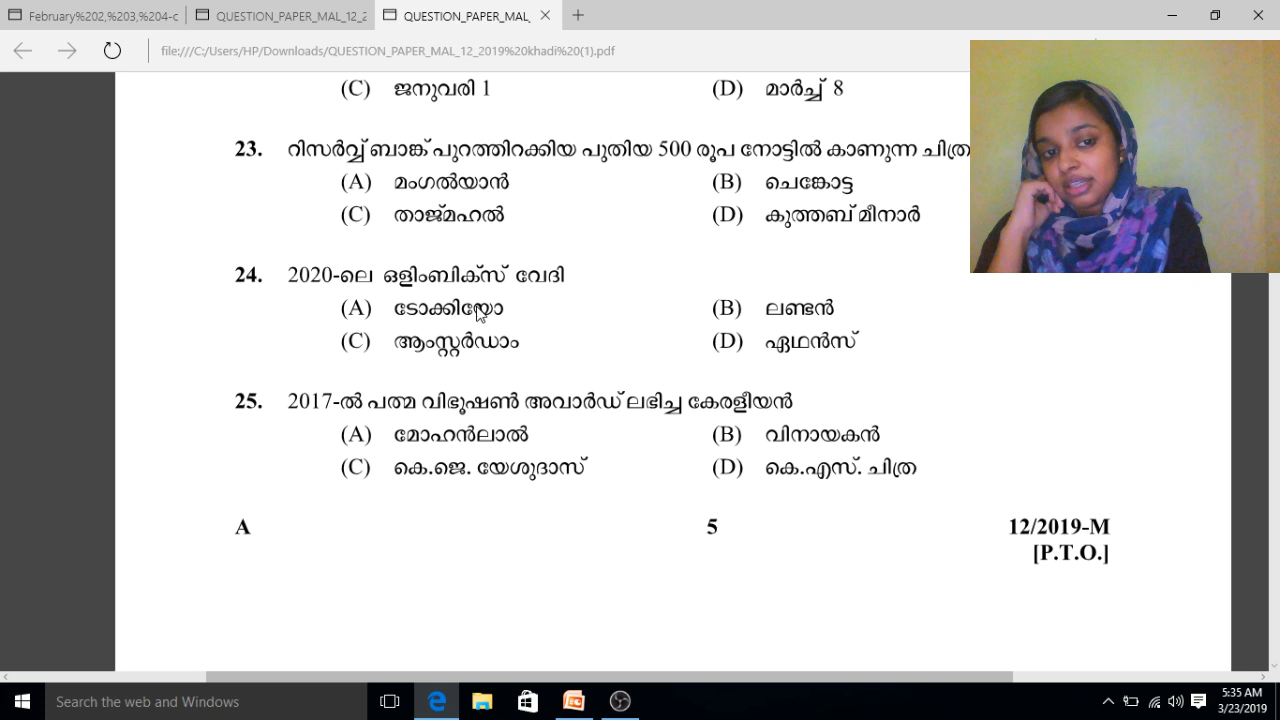 February%202,%203,%204-c QUESTION_PAPER_MAL_12_2 QUESTION_PAPER_MAL_
file:///C:/Users/HP/Downloads/QUESTION_PAPER_MAL_12_2019%20khadi%20(1).pdf
(C) ജനുവരി 1 (D) മാർച്ച് 8
23. റിസർവ്വ് ബാങ്ക് പുറത്തിറക്കിയ പുതിയ 500 രൂപ നോട്ടിൽ കാണുന്ന ചിത്ര
(A) മംഗൽയാൻ (B) ചെങ്കോട്ട
(C) താജ്മഹൽ (D) കുത്തബ് മീനാർ
24. 2020-ലെ ഒളിംബിക്സ് വേദി
(A) ടോക്കിയോ (B) ലണ്ടൻ
(C) ആംസ്റ്റർഡാം (D) ഏഥൻസ്
25. 2017-ൽ പത്മ വിഭൂഷൺ അവാർഡ് ലഭിച്ച കേരളീയൻ
(A) മോഹൻലാൽ (B) വിനായകൻ
(C) കെ.ജെ. യേശുദാസ് (D) കെ.എസ്. ചിത്ര
A 5 12/2019-M
[P.T.O.]
Search the web and Windows
5:35 AM
3/23/2019